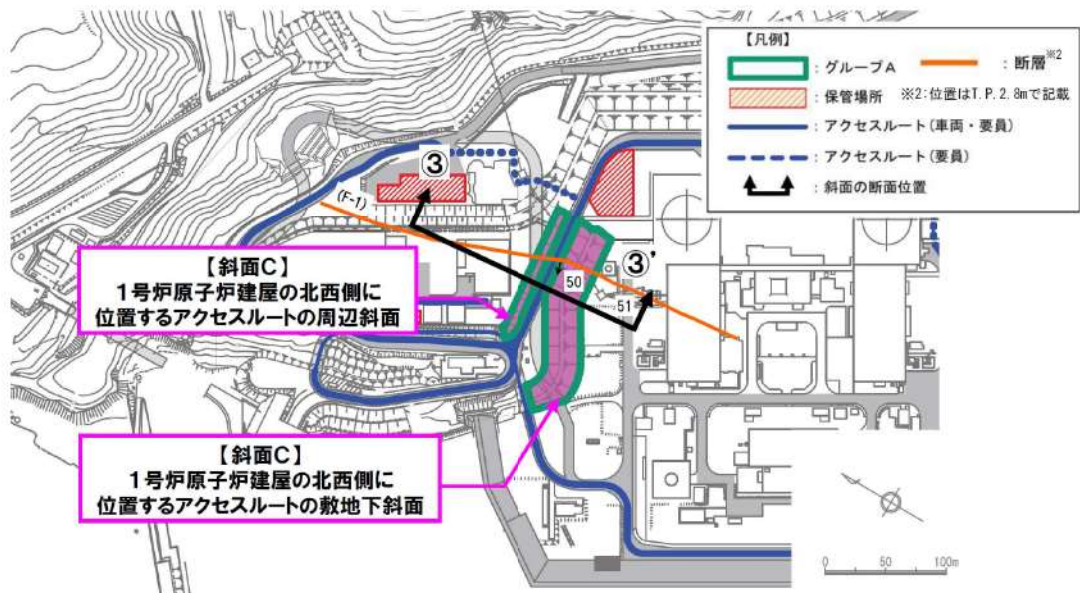 【凡例】
：グループA
：断層※2
：保管場所
※2：位置はT.P.2.8mで記載
：アクセスルート(車両・要員)
：アクセスルート(要員)
：斜面の断面位置
③
(F-1)
③'
50
51
【斜面C】
１号炉原子炉建屋の北西側に
位置するアクセスルートの周辺斜面
【斜面C】
１号炉原子炉建屋の北西側に
位置するアクセスルートの敷地下斜面
0 50 100m